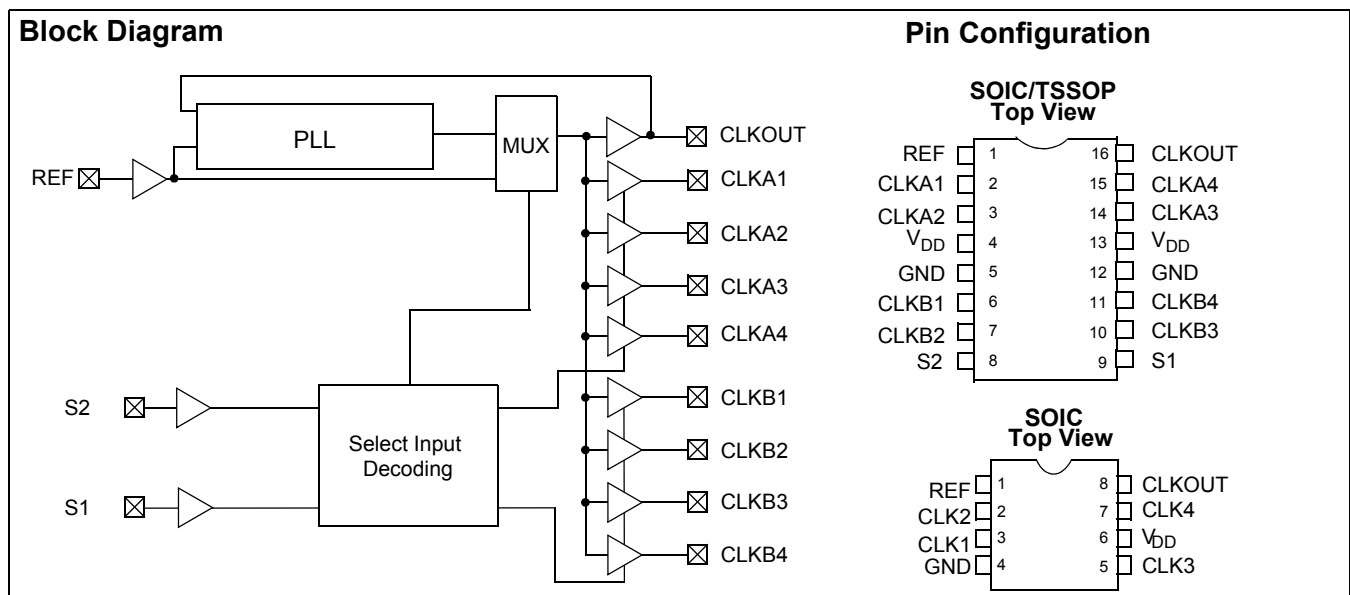 Block Diagram
Pin Configuration
PLL
MUX
REF
CLKOUT
CLKA1
CLKA2
CLKA3
CLKA4
S2
S1
Select Input
Decoding
CLKB1
CLKB2
CLKB3
CLKB4
SOIC/TSSOP
Top View
REF 1 16 CLKOUT
CLKA1 2 15 CLKA4
CLKA2 3 14 CLKA3
VDD 4 13 VDD
GND 5 12 GND
CLKB1 6 11 CLKB4
CLKB2 7 10 CLKB3
S2 8 9 S1
SOIC
Top View
REF 1 8 CLKOUT
CLK2 2 7 CLK4
CLK1 3 6 VDD
GND 4 5 CLK3